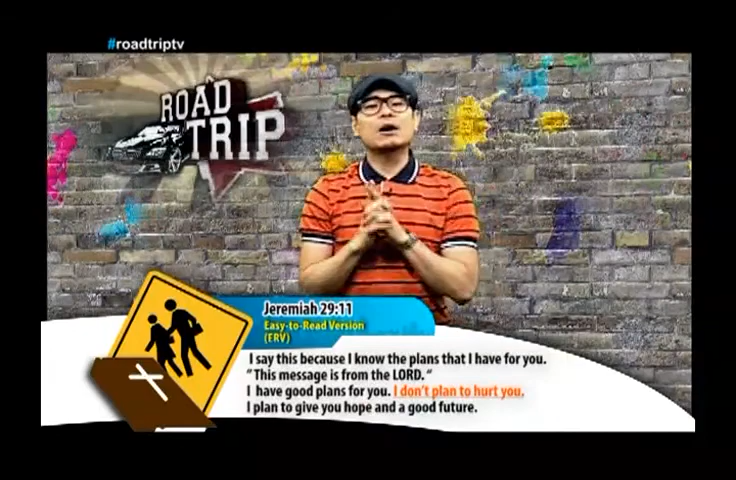 #roadtriptv
ROAD
TRIP
Jeremiah 29:11
Easy-to-Read Version
(ERV)
I say this because I know the plans that I have for you.
"This message is from the LORD. "
I have good plans for you. I don't plan to hurt you.
I plan to give you hope and a good future.